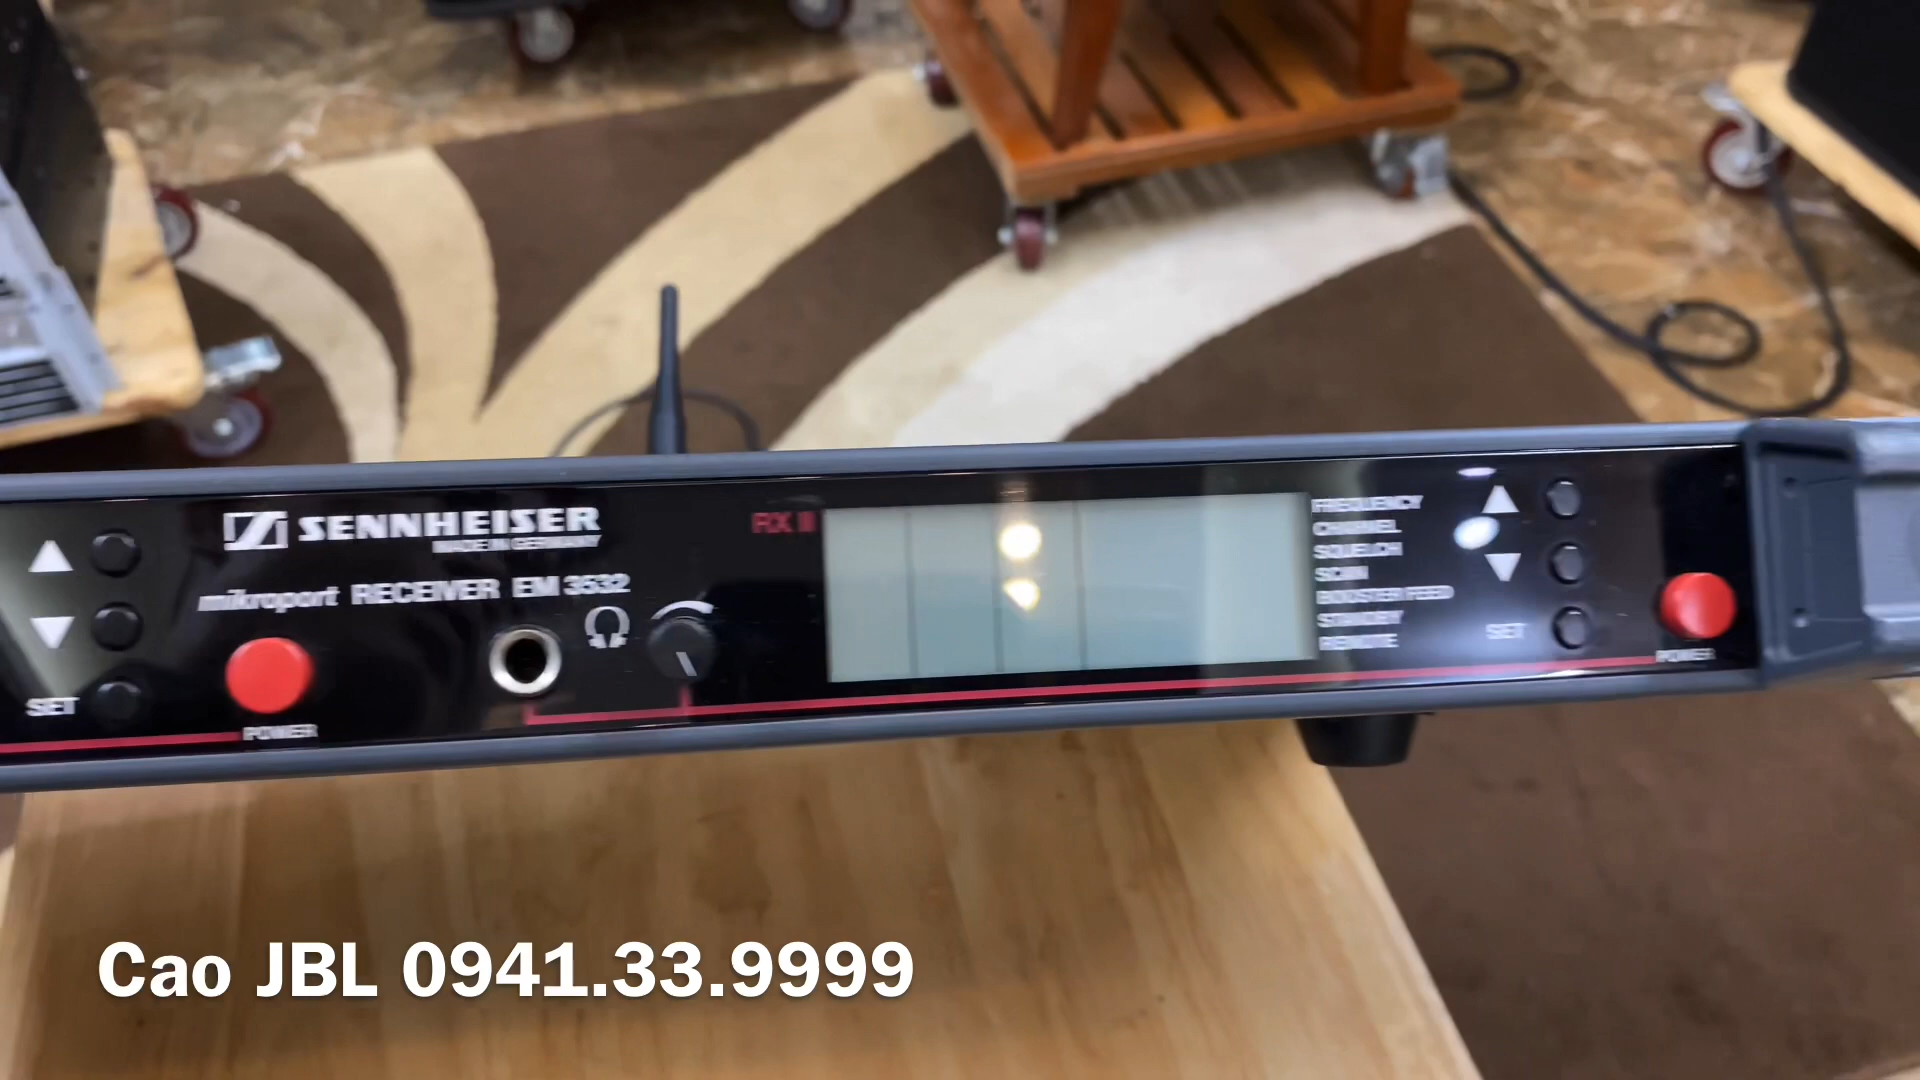 SENNHEISER
MADE IN GERMANY
mikroport RECEIVER EM 3532
RX II
FREQUENCY
CHANNEL
SQUELCH
SCAN
BOOSTER FEED
STANDBY
REMOTE
SET
POWER
SET
POWER
Cao JBL 0941.33.9999